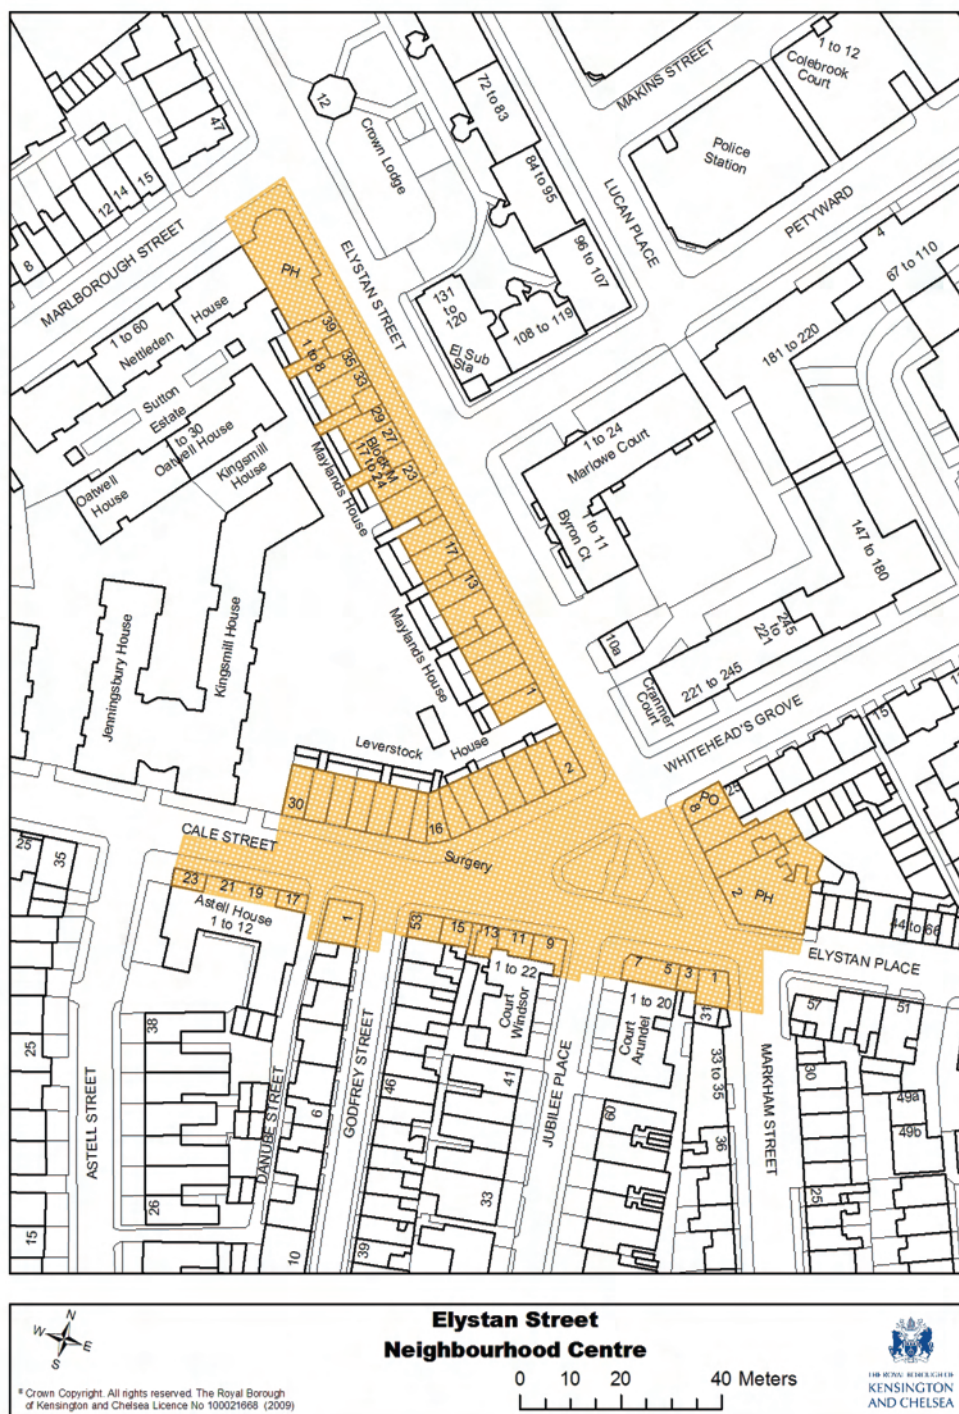 MAKINS STREET
1 to 12
Colebrook
Court
72 to 83
12
Crown Lodge
Police
Station
47
84 to 95
LUCAN PLACE
PETYWARD
15
14
12
8
MARLBOROUGH STREET
4
67 to 110
96 to 107
ELYSTAN STREET
PH
131
to
120
108 to 119
El Sub
Sta
181 to 220
1 to 60
Nettleden
House
39
1 to 8
35
33
29
27
Block M
17 to 24
23
Sutton
Estate
to 30
Oatwell House
Oatwell
House
Kingsmill
House
Maylands House
1 to 24
Marlowe Court
1 to 11
Byron Ct
147 to 180
17
13
Maylands House
1
Jenningsbury House
Kingsmill House
10a
245
to
221
221 to 245
Cranmer
Court
WHITEHEAD'S GROVE
15
Leverstock
House
2
30
16
PO
8
25
CALE STREET
Surgery
2
PH
25
35
23
21
19
17
Astell House
1 to 12
1
53
15
13
11
9
7
5
3
1
44 to 66
ELYSTAN PLACE
1 to 22
Court
Windsor
1 to 20
Court
Arundel
31
57
51
38
25
ASTELL STREET
DANUBE STREET
6
GODFREY STREET
46
41
JUBILEE PLACE
60
33 to 35
36
MARKHAM STREET
30
49a
49b
26
15
10
39
33
25
N
W
E
S
Elystan Street
Neighbourhood Centre
0 10 20 40 Meters
© Crown Copyright. All rights reserved. The Royal Borough
of Kensington and Chelsea Licence No 100021668 (2009)
THE ROYAL BOROUGH OF
KENSINGTON
AND CHELSEA